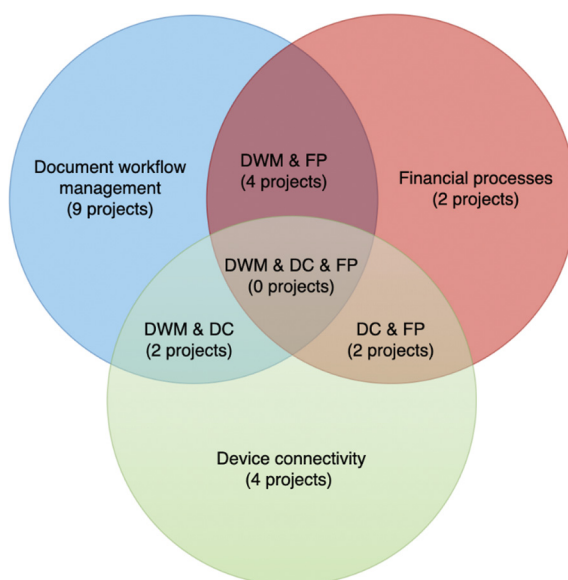 DWM & FP
(4 projects)
Document workflow
management
(9 projects)
Financial processes
(2 projects)
DWM & DC & FP
(0 projects)
DWM & DC
(2 projects)
DC & FP
(2 projects)
Device connectivity
(4 projects)